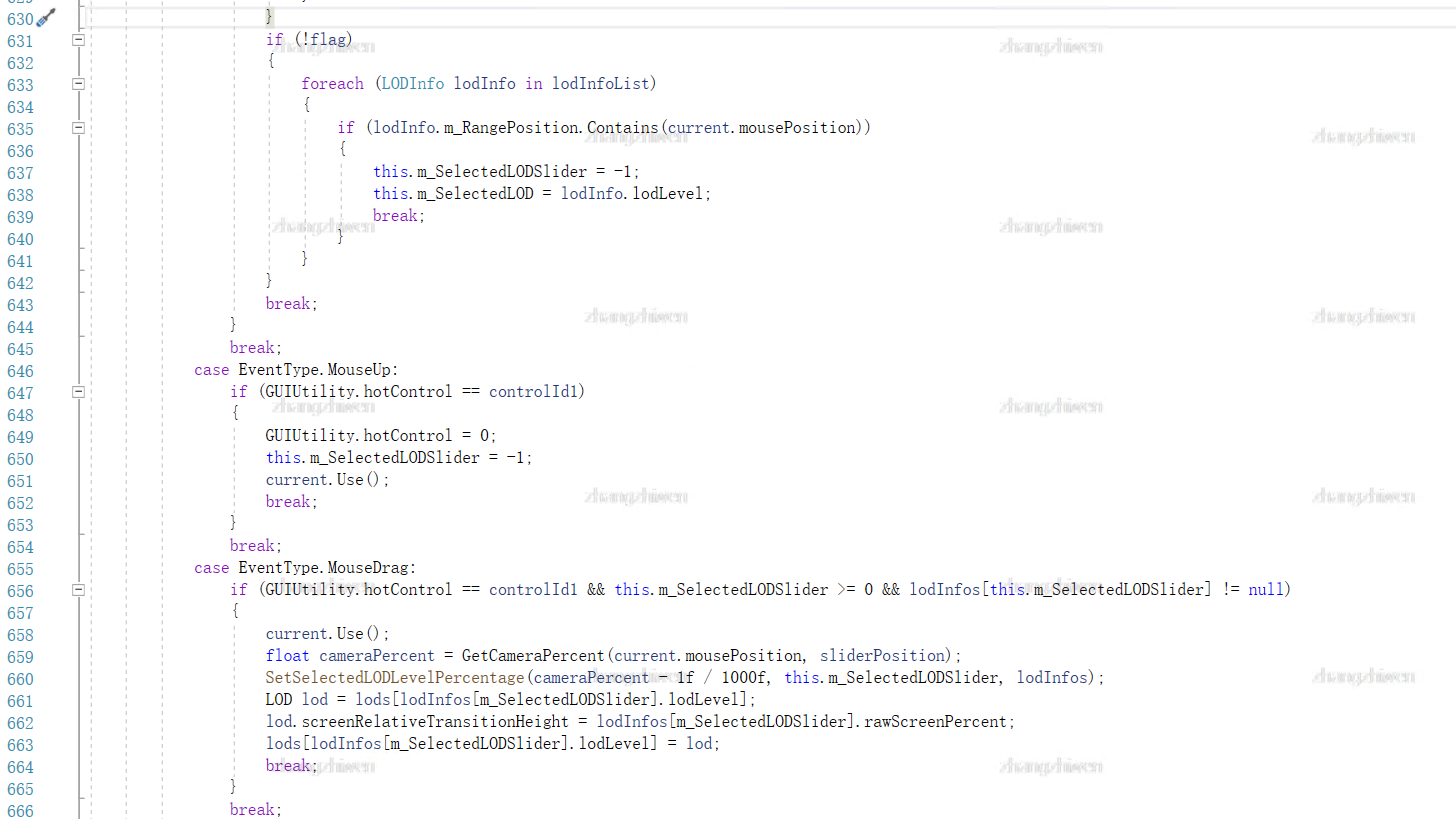 630 }
631 if (!flag)
632 {
633 foreach (LODInfo lodInfo in lodInfoList)
634 {
635 if (lodInfo.m_RangePosition.Contains(current.mousePosition))
636 {
637 this.m_SelectedLODSlider = -1;
638 this.m_SelectedLOD = lodInfo.lodLevel;
639 break;
640 }
641 }
642 }
643 break;
644 }
645 break;
646 case EventType.MouseUp:
647 if (GUIUtility.hotControl == controlId1)
648 {
649 GUIUtility.hotControl = 0;
650 this.m_SelectedLODSlider = -1;
651 current.Use();
652 break;
653 }
654 break;
655 case EventType.MouseDrag:
656 if (GUIUtility.hotControl == controlId1 && this.m_SelectedLODSlider >= 0 && lodInfos[this.m_SelectedLODSlider] != null)
657 {
658 current.Use();
659 float cameraPercent = GetCameraPercent(current.mousePosition, sliderPosition);
660 SetSelectedLODLevelPercentage(cameraPercent - 1f / 1000f, this.m_SelectedLODSlider, lodInfos);
661 LOD lod = lods[lodInfos[m_SelectedLODSlider].lodLevel];
662 lod.screenRelativeTransitionHeight = lodInfos[m_SelectedLODSlider].rawScreenPercent;
663 lods[lodInfos[m_SelectedLODSlider].lodLevel] = lod;
664 break;
665 }
666 break;